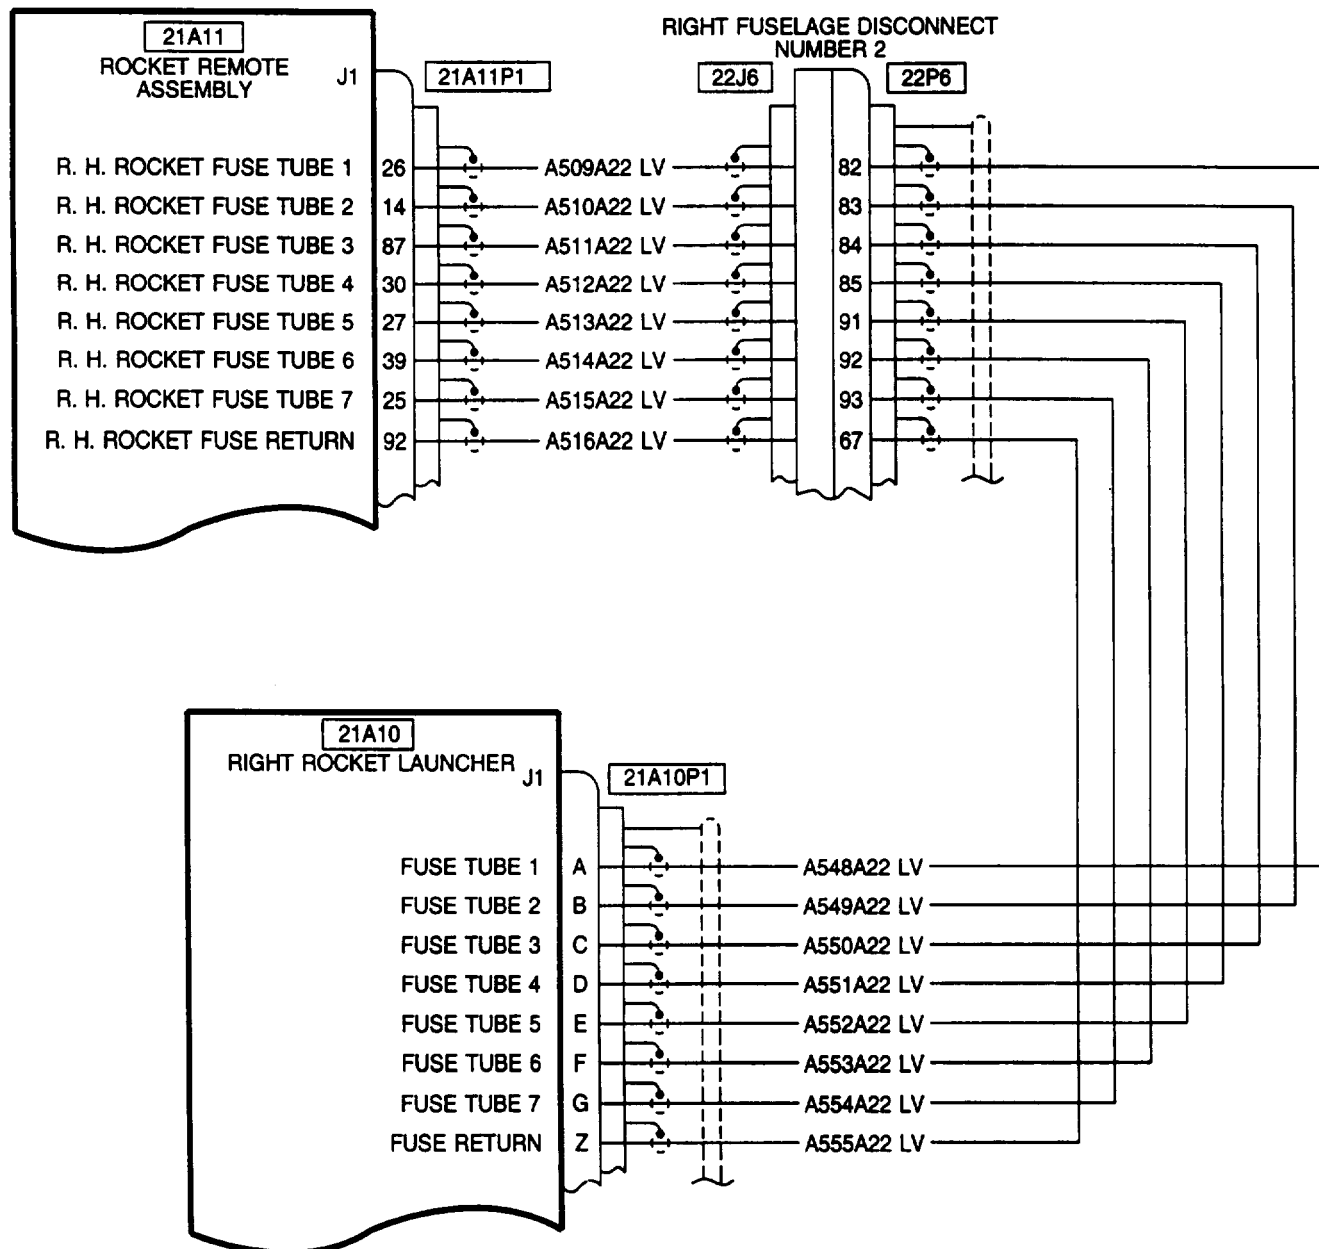 21A11
ROCKET REMOTE
ASSEMBLY
J1
21A11P1
RIGHT FUSELAGE DISCONNECT
NUMBER 2
22J6
22P6
R. H. ROCKET FUSE TUBE 1 26 A509A22 LV 82
R. H. ROCKET FUSE TUBE 2 14 A510A22 LV 83
R. H. ROCKET FUSE TUBE 3 87 A511A22 LV 84
R. H. ROCKET FUSE TUBE 4 30 A512A22 LV 85
R. H. ROCKET FUSE TUBE 5 27 A513A22 LV 91
R. H. ROCKET FUSE TUBE 6 39 A514A22 LV 92
R. H. ROCKET FUSE TUBE 7 25 A515A22 LV 93
R. H. ROCKET FUSE RETURN 92 A516A22 LV 67
21A10
RIGHT ROCKET LAUNCHER
J1
21A10P1
FUSE TUBE 1 A A548A22 LV
FUSE TUBE 2 B A549A22 LV
FUSE TUBE 3 C A550A22 LV
FUSE TUBE 4 D A551A22 LV
FUSE TUBE 5 E A552A22 LV
FUSE TUBE 6 F A553A22 LV
FUSE TUBE 7 G A554A22 LV
FUSE RETURN Z A555A22 LV